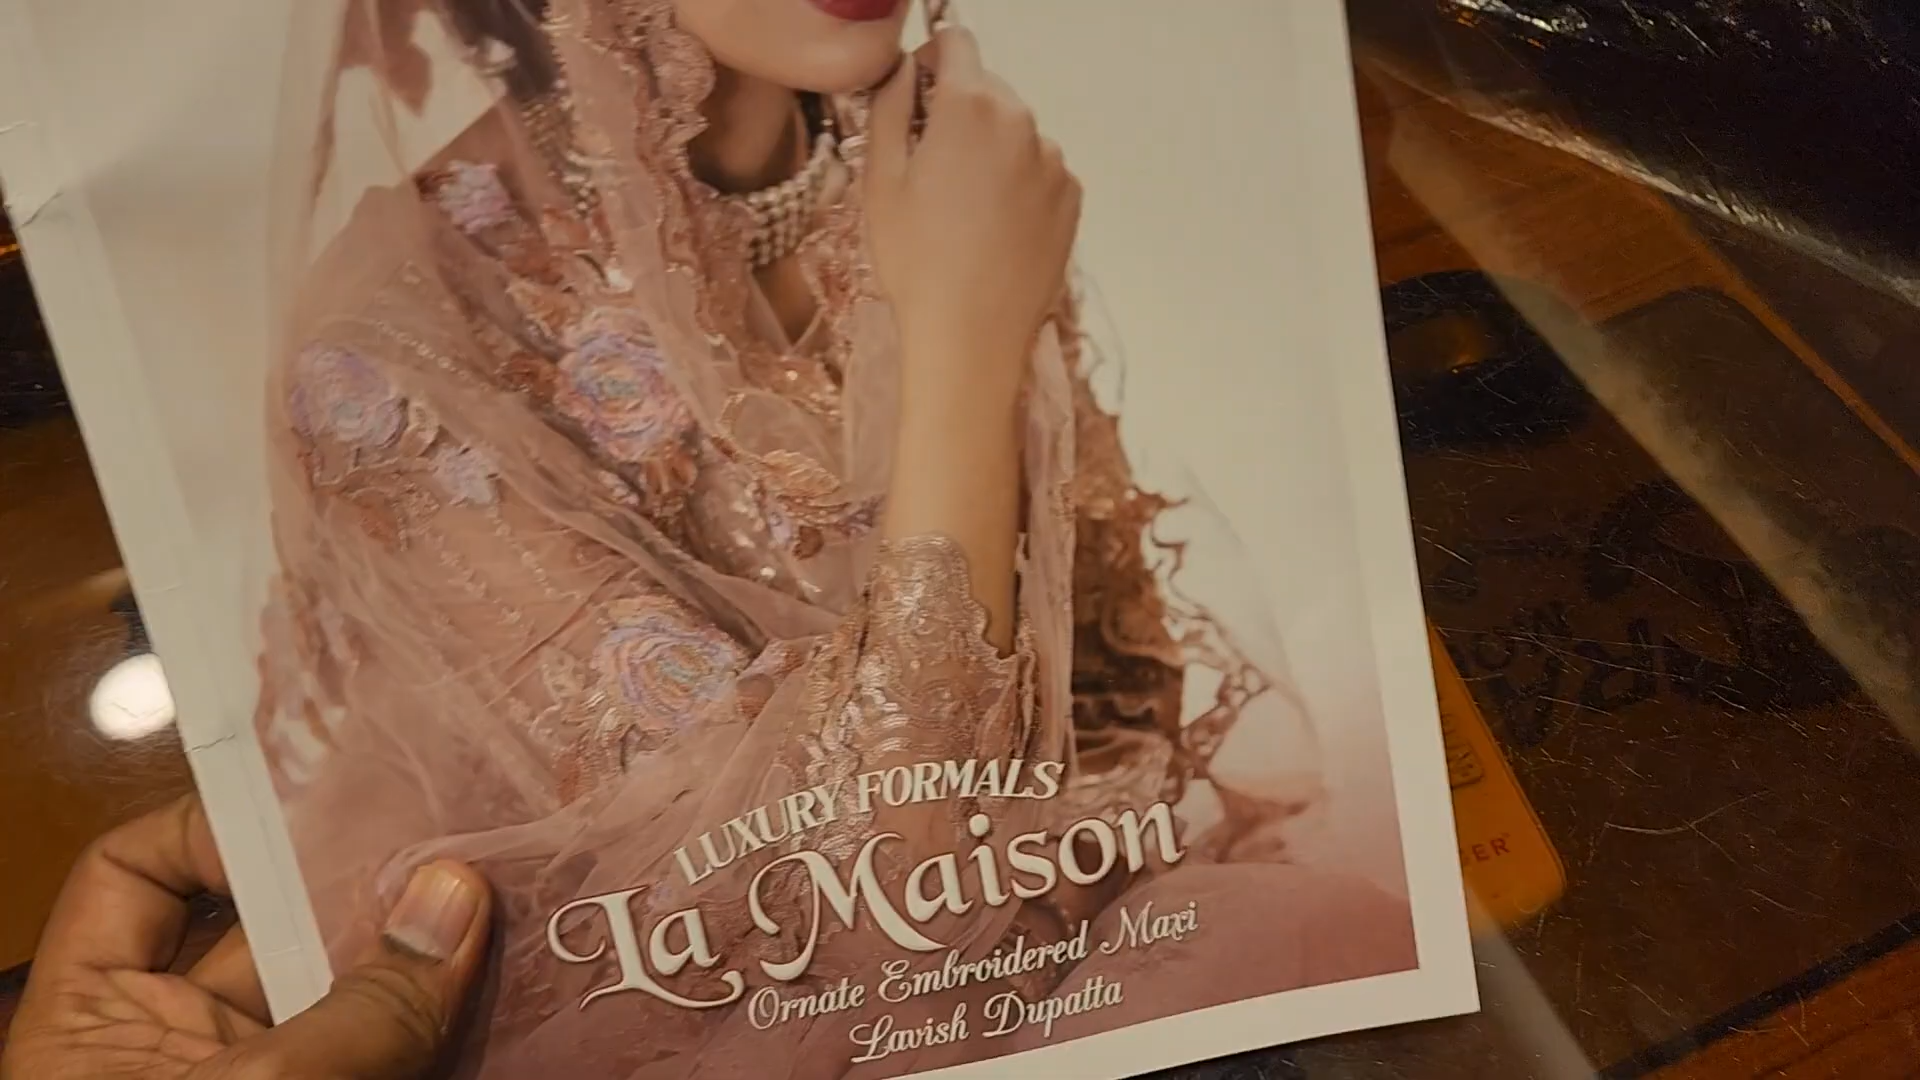 LUXURY FORMALS
La Maison
Ornate Embroidered Maxi
Lavish Dupatta